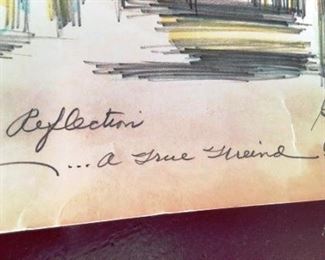 Reflection
...a True Freind